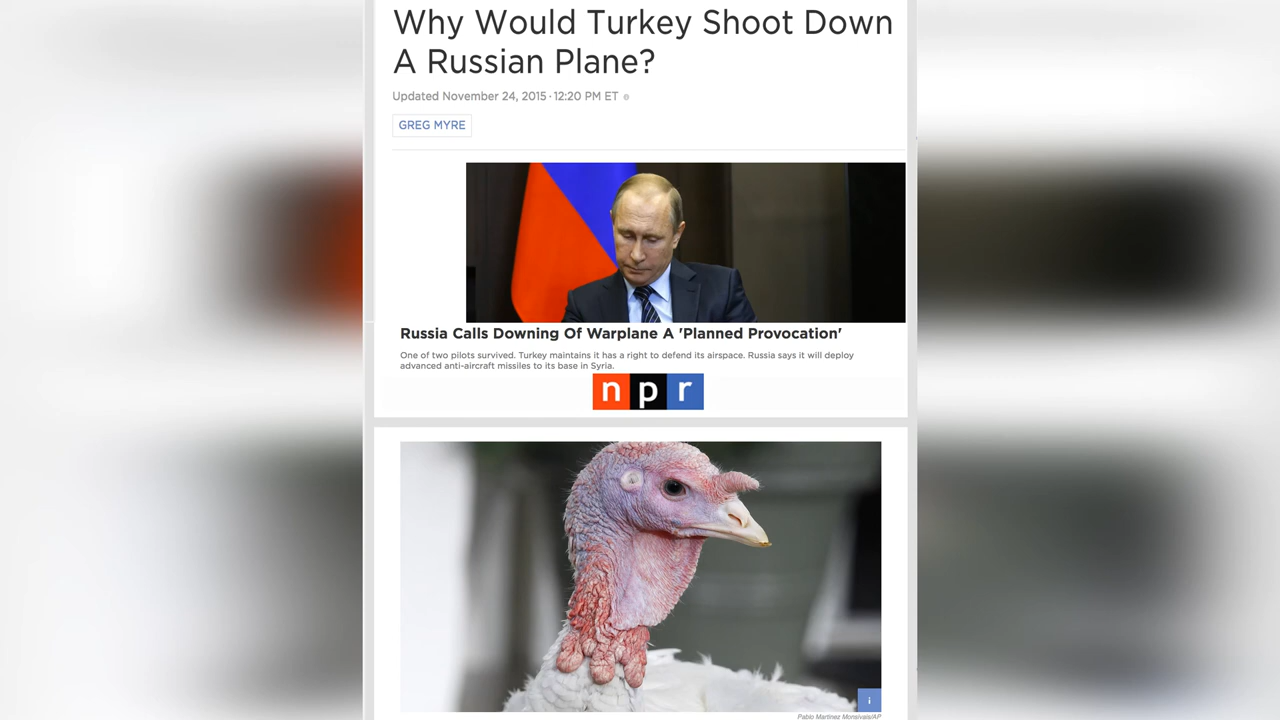 Why Would Turkey Shoot Down
A Russian Plane?
Updated November 24, 2015 · 12:20 PM ET
GREG MYRE
Russia Calls Downing Of Warplane A 'Planned Provocation'
One of two pilots survived. Turkey maintains it has a right to defend its airspace. Russia says it will deploy
advanced anti-aircraft missiles to its base in Syria.
npr
i
Pablo Martinez Monsivais/AP